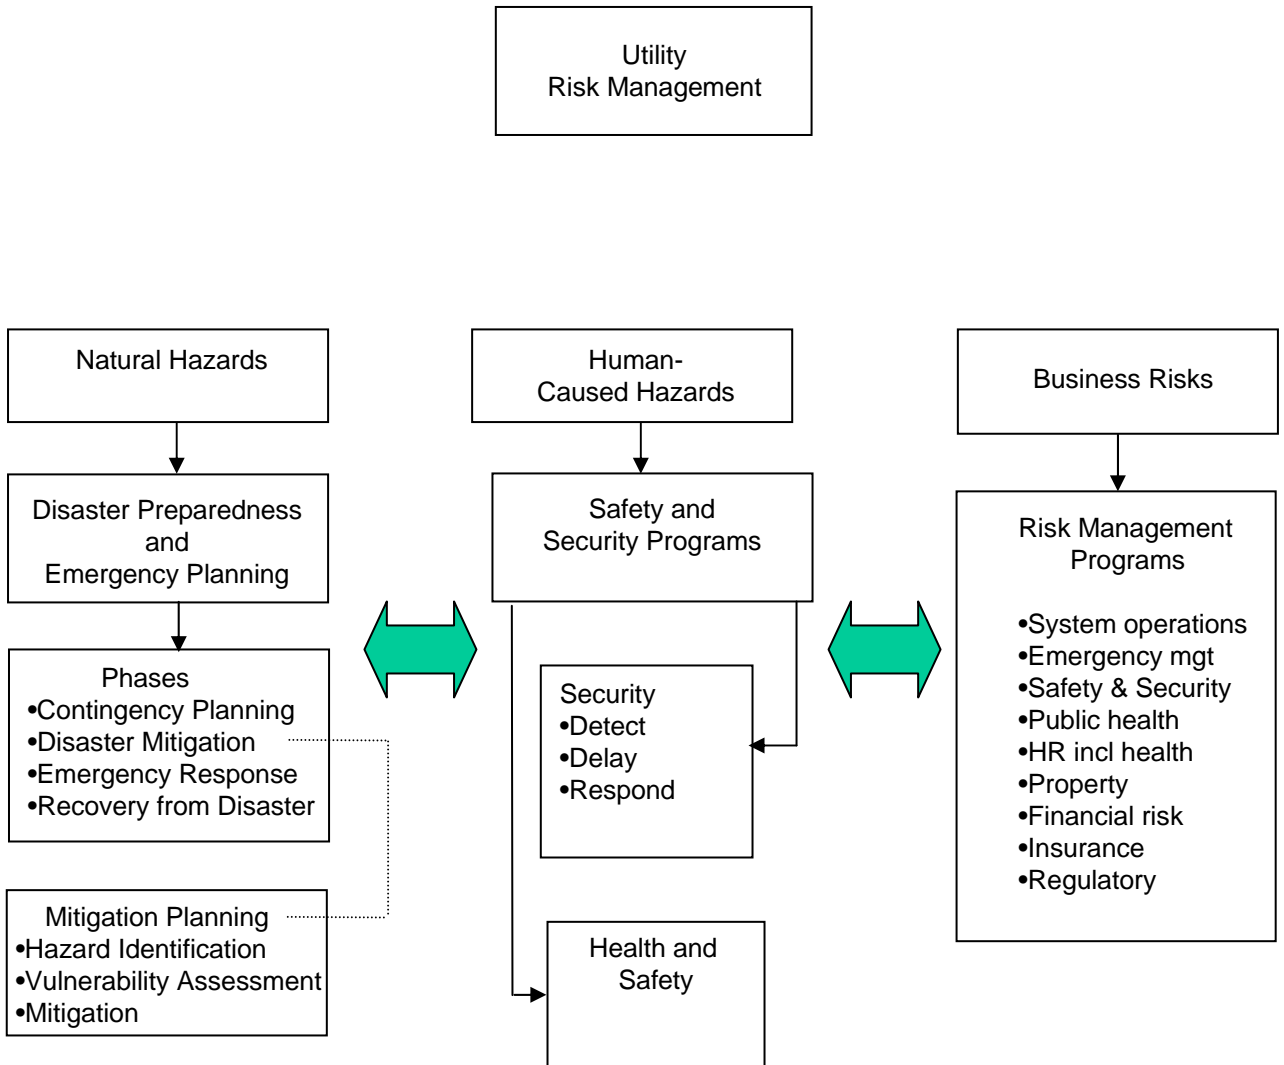 Utility
Risk Management
Natural Hazards
Human-
Caused Hazards
Business Risks
Disaster Preparedness
and
Emergency Planning
Safety and
Security Programs
Risk Management
Programs
•System operations
•Emergency mgt
•Safety & Security
•Public health
•HR incl health
•Property
•Financial risk
•Insurance
•Regulatory
Phases
•Contingency Planning
•Disaster Mitigation
•Emergency Response
•Recovery from Disaster
Security
•Detect
•Delay
•Respond
Mitigation Planning
•Hazard Identification
•Vulnerability Assessment
•Mitigation
Health and
Safety